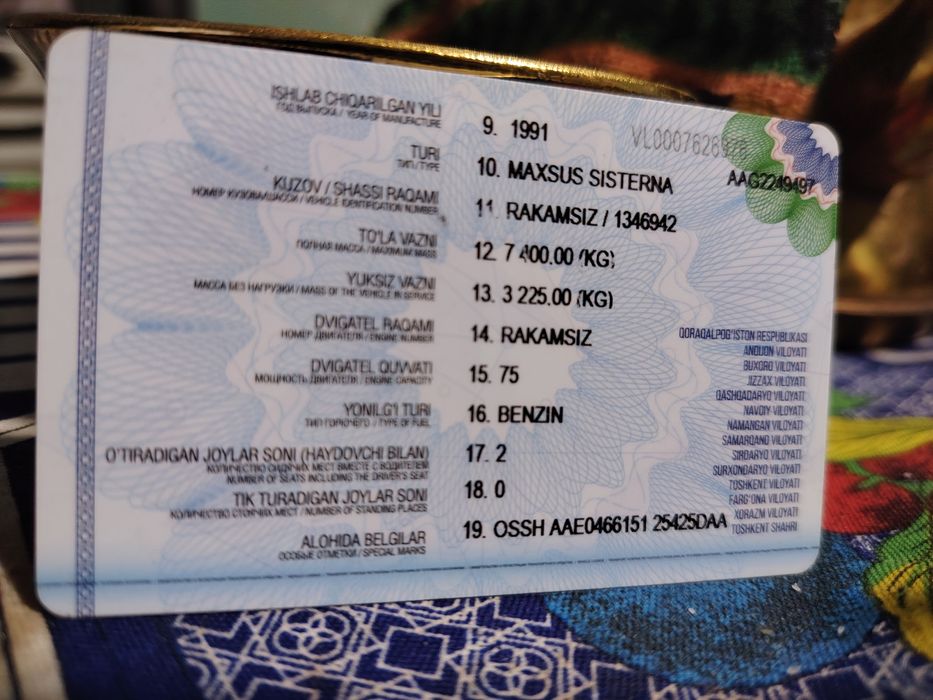 ISHLAB CHIQARILGAN YILI
ГОД ВЫПУСКА / YEAR OF MANUFACTURE
9. 1991
VL0007626926
TURI
ТИП / TYPE
10. MAXSUS SISTERNA
AAG2249497
KUZOV / SHASSI RAQAMI
НОМЕР КУЗОВА/ШАССИ / VEHICLE IDENTIFICATION NUMBER
11. RAKAMSIZ / 1346942
TO'LA VAZNI
ПОЛНАЯ МАССА / MAXIMUM MASS
12. 7 400.00 (KG)
YUKSIZ VAZNI
МАССА БЕЗ НАГРУЗКИ / MASS OF THE VEHICLE IN SERVICE
13. 3 225.00 (KG)
DVIGATEL RAQAMI
НОМЕР ДВИГАТЕЛЯ / ENGINE NUMBER
14. RAKAMSIZ
DVIGATEL QUVVATI
МОЩНОСТЬ ДВИГАТЕЛЯ / ENGINE CAPACITY
15. 75
YONILG'I TURI
ТИП ГОРЮЧЕГО / TYPE OF FUEL
16. BENZIN
O'TIRADIGAN JOYLAR SONI (HAYDOVCHI BILAN)
КОЛИЧЕСТВО СИДЯЧИХ МЕСТ ВМЕСТЕ С ВОДИТЕЛЕМ
NUMBER OF SEATS INCLUDING THE DRIVER'S SEAT
17. 2
TIK TURADIGAN JOYLAR SONI
КОЛИЧЕСТВО СТОЯЧИХ МЕСТ / NUMBER OF STANDING PLACES
18. 0
ALOHIDA BELGILAR
ОСОБЫЕ ОТМЕТКИ / SPECIAL MARKS
19. OSSH AAE0466151 25425DAA
QORAQALPOG'ISTON RESPUBLIKASI
ANDIJON VILOYATI
BUXORO VILOYATI
JIZZAX VILOYATI
QASHQADARYO VILOYATI
NAVOIY VILOYATI
NAMANGAN VILOYATI
SAMARQAND VILOYATI
SIRDARYO VILOYATI
SURXONDARYO VILOYATI
TOSHKENT VILOYATI
FARG'ONA VILOYATI
XORAZM VILOYATI
TOSHKENT SHAHRI